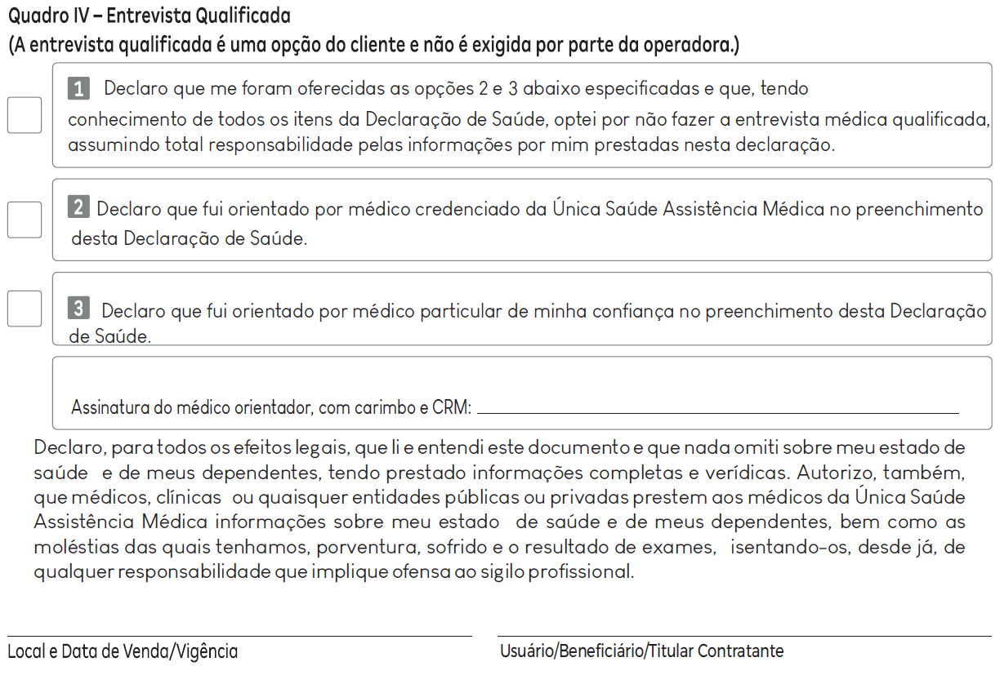 Quadro IV – Entrevista Qualificada
(A entrevista qualificada é uma opção do cliente e não é exigida por parte da operadora.)
1 Declaro que me foram oferecidas as opções 2 e 3 abaixo especificadas e que, tendo
conhecimento de todos os itens da Declaração de Saúde, optei por não fazer a entrevista médica qualificada,
assumindo total responsabilidade pelas informações por mim prestadas nesta declaração.
2 Declaro que fui orientado por médico credenciado da Única Saúde Assistência Médica no preenchimento
desta Declaração de Saúde.
3 Declaro que fui orientado por médico particular de minha confiança no preenchimento desta Declaração
de Saúde.
Assinatura do médico orientador, com carimbo e CRM:
Declaro, para todos os efeitos legais, que li e entendi este documento e que nada omiti sobre meu estado de
saúde e de meus dependentes, tendo prestado informações completas e verídicas. Autorizo, também,
que médicos, clínicas ou quaisquer entidades públicas ou privadas prestem aos médicos da Única Saúde
Assistência Médica informações sobre meu estado de saúde e de meus dependentes, bem como as
moléstias das quais tenhamos, porventura, sofrido e o resultado de exames, isentando-os, desde já, de
qualquer responsabilidade que implique ofensa ao sigilo profissional.
Local e Data de Venda/Vigência
Usuário/Beneficiário/Titular Contratante